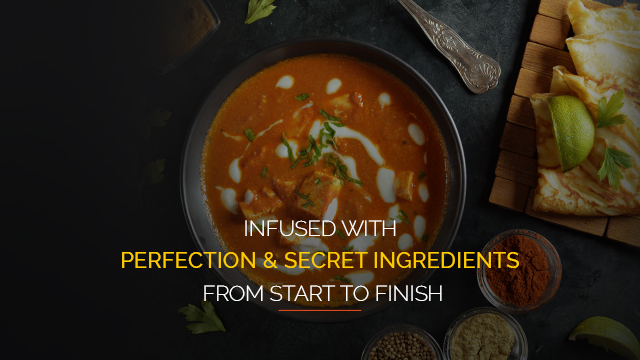 INFUSED WITH
PERFECTION & SECRET INGREDIENTS
FROM START TO FINISH